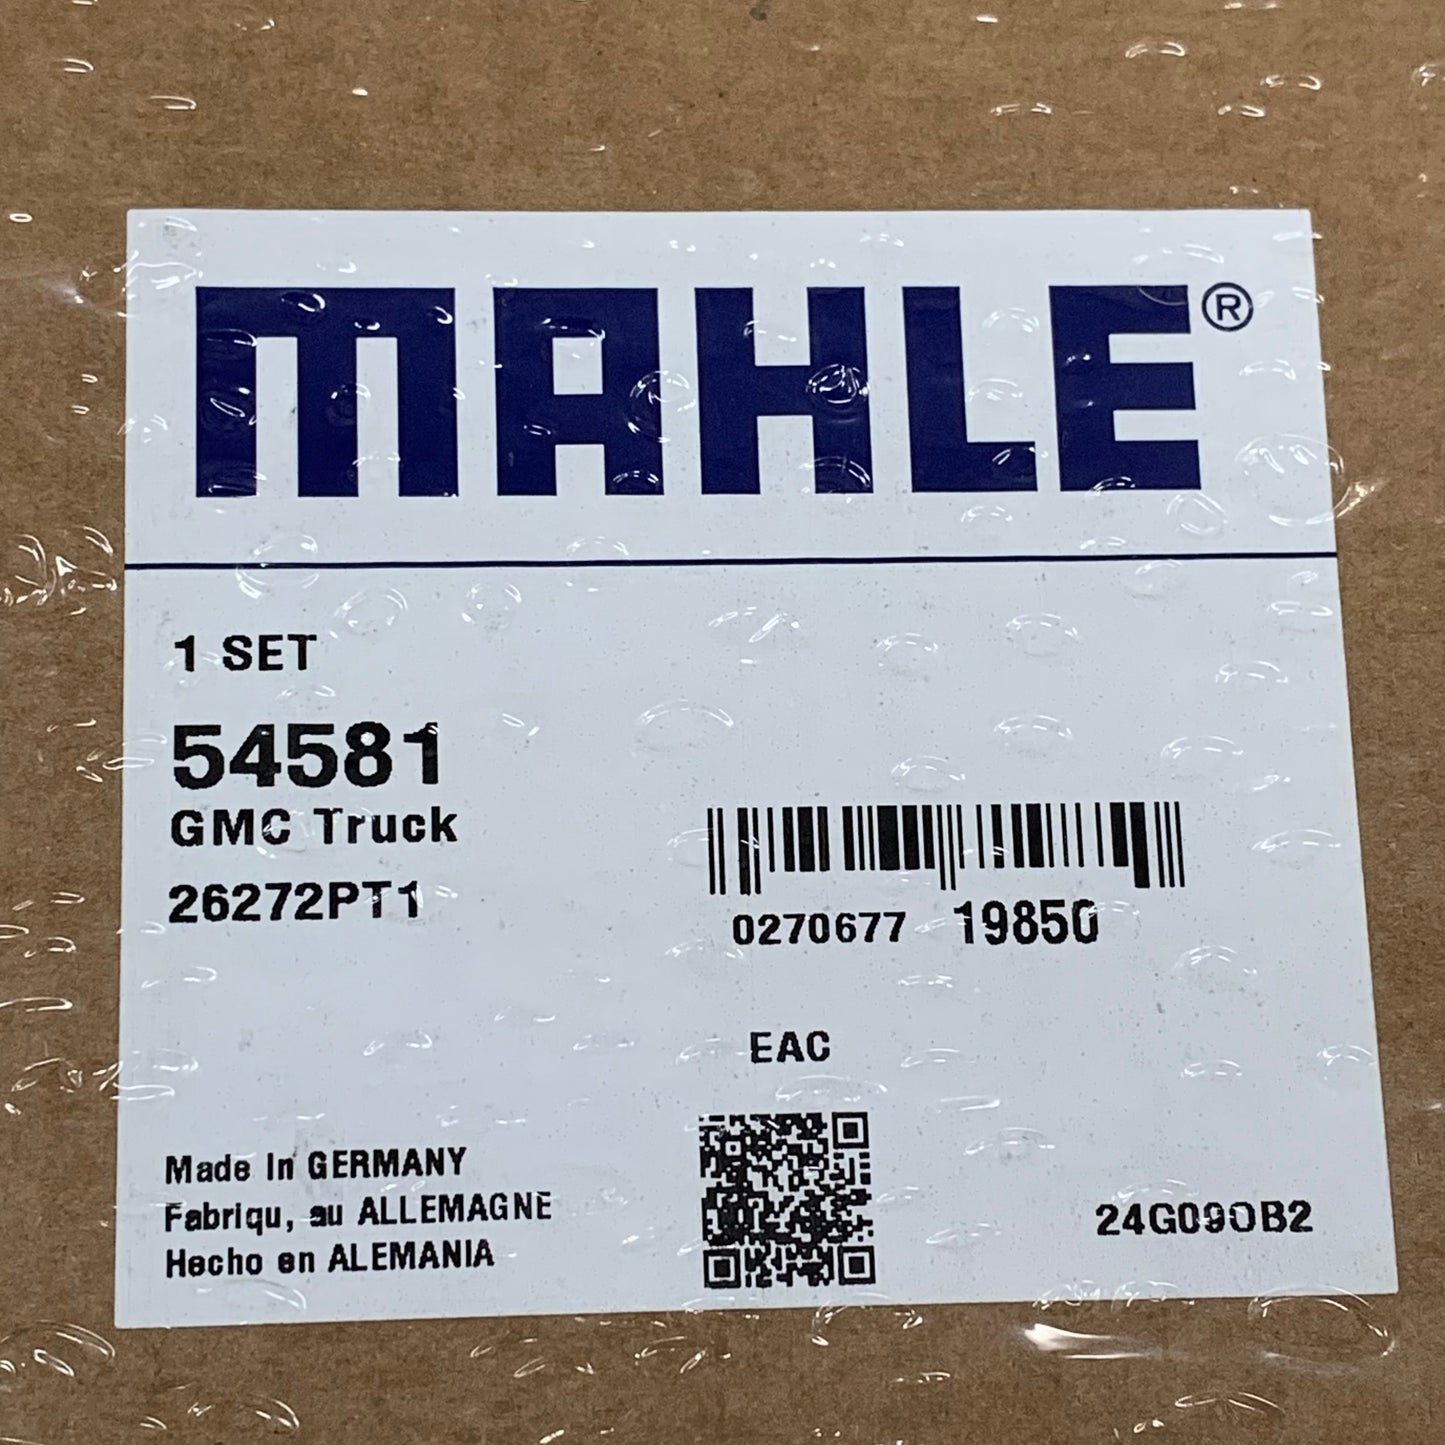 MAHLE®
1 SET
54581
GMC Truck
26272PT1
0270677 19850
EAC
Made In GERMANY
Fabriqu, au ALLEMAGNE
Hecho en ALEMANIA
24G09OB2